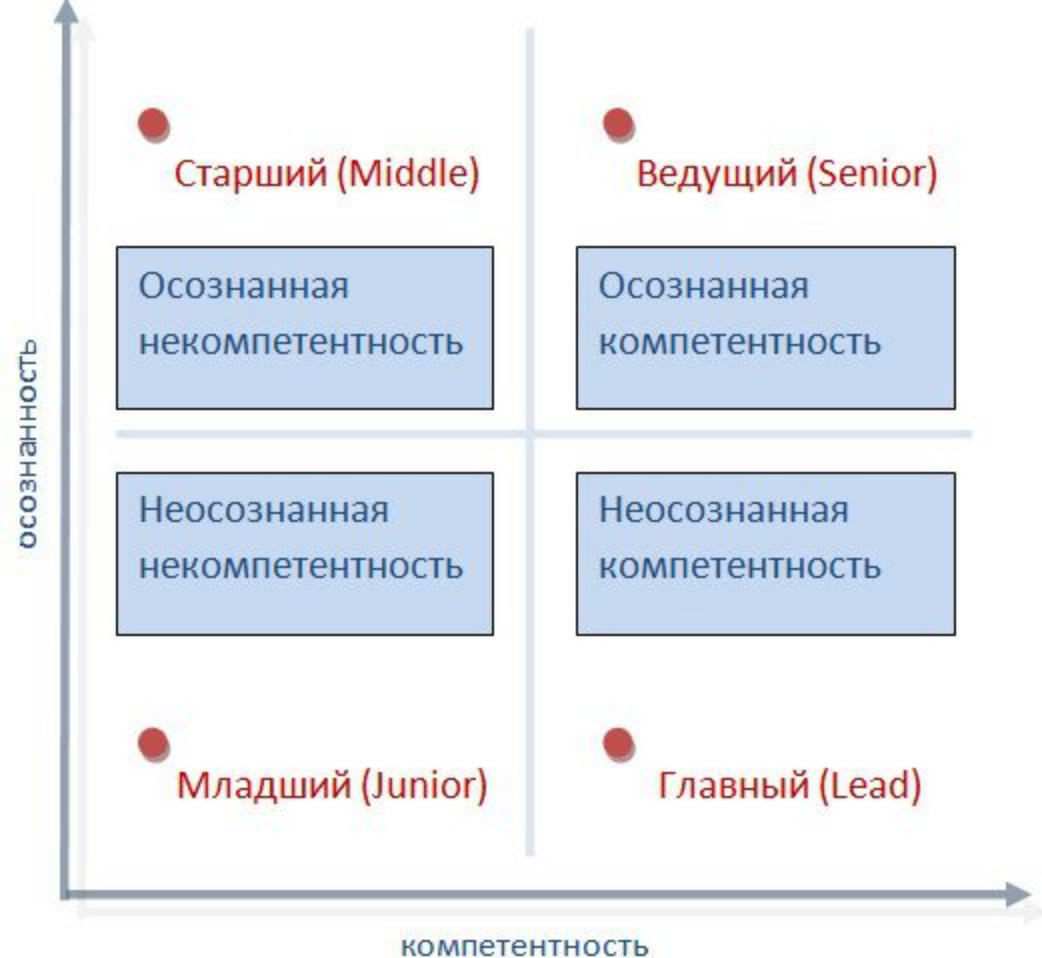 Старший (Middle)
Ведущий (Senior)
Осознанная
некомпетентность
Осознанная
компетентность
осознанность
Неосознанная
некомпетентность
Неосознанная
компетентность
Младший (Junior)
Главный (Lead)
компетентность